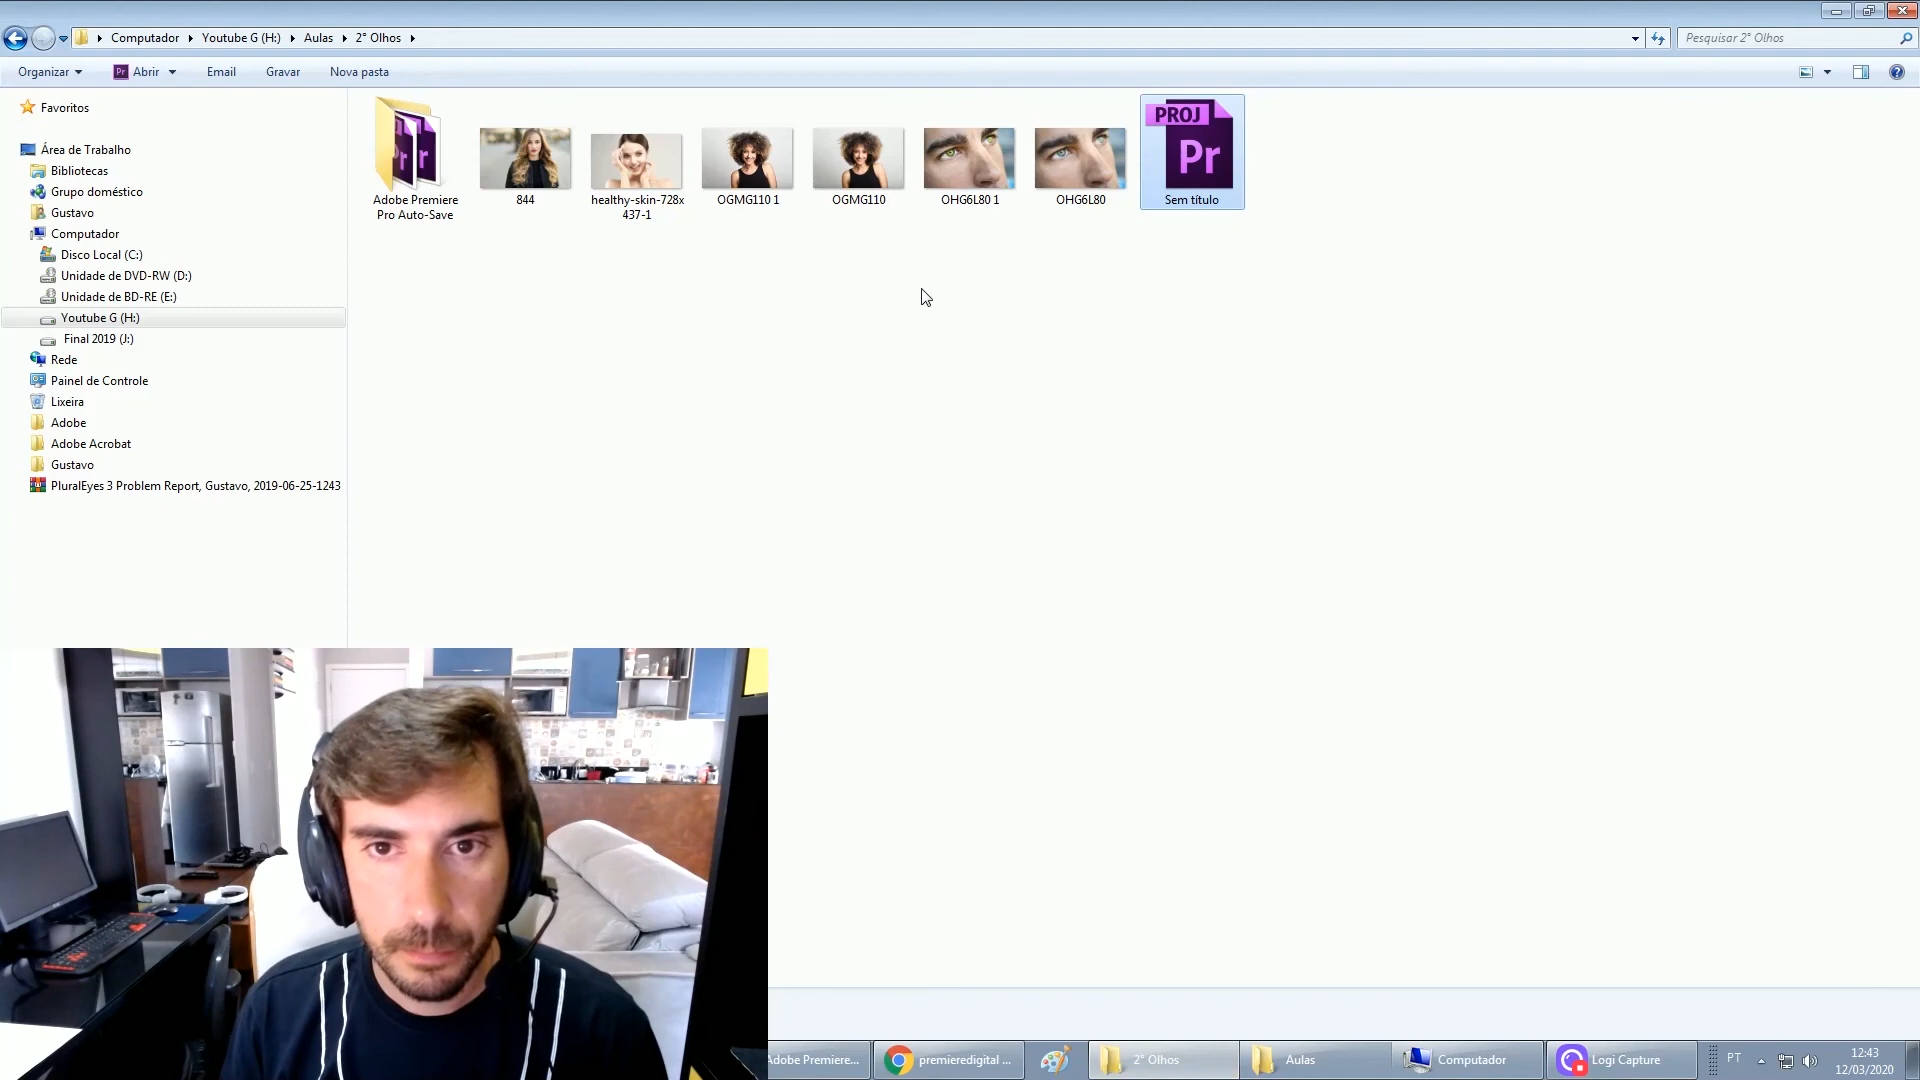 Computador Youtube G (H:) Aulas 2° Olhos
Pesquisar 2° Olhos
Organizar Pr Abrir Email Gravar Nova pasta
Favoritos
Área de Trabalho
Bibliotecas
Grupo doméstico
Gustavo
Computador
Disco Local (C:)
Unidade de DVD-RW (D:)
Unidade de BD-RE (E:)
Youtube G (H:)
Final 2019 (J:)
Rede
Painel de Controle
Lixeira
Adobe
Adobe Acrobat
Gustavo
PluralEyes 3 Problem Report, Gustavo, 2019-06-25-1243
Adobe Premiere
Pro Auto-Save
844
healthy-skin-728x
437-1
OGMG110 1
OGMG110
OHG6L80 1
OHG6L80
PROJ
Pr
Sem título
Adobe Premiere...
premieredigital ...
2° Olhos
Aulas
Computador
Logi Capture
PT
12:43
12/03/2020